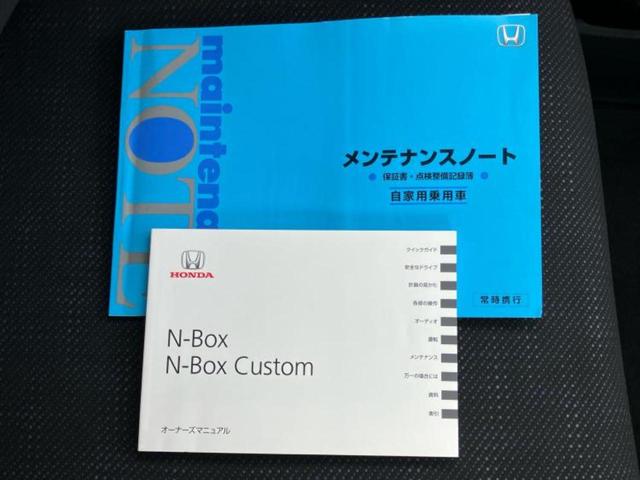 maintena
NOTE
メンテナンスノート
● 保証書・点検整備記録簿 ●
自家用乗用車
常時携行
HONDA
N-Box
N-Box Custom
オーナーズマニュアル
クイックガイド
安全なドライブ
計器の見かた
各部の操作
オーディオ
運転
メンテナンス
万一の場合には
資料
索引